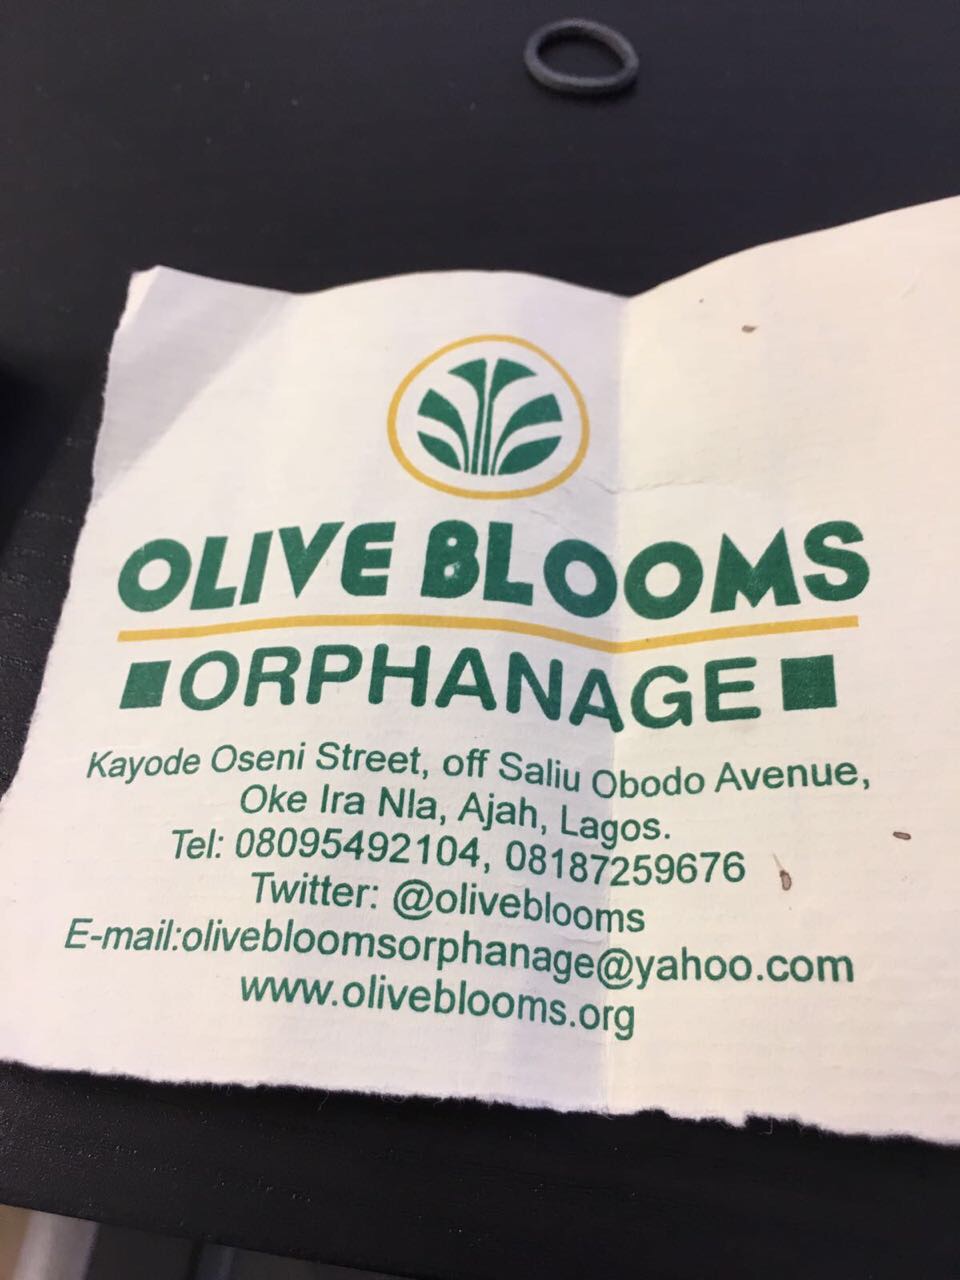 OLIVE BLOOMS
ORPHANAGE
Kayode Oseni Street, off Saliu Obodo Avenue,
Oke Ira Nla, Ajah, Lagos.
Tel: 08095492104, 08187259676
Twitter: @oliveblooms
E-mail:olivebloomsorphanage@yahoo.com
www.oliveblooms.org